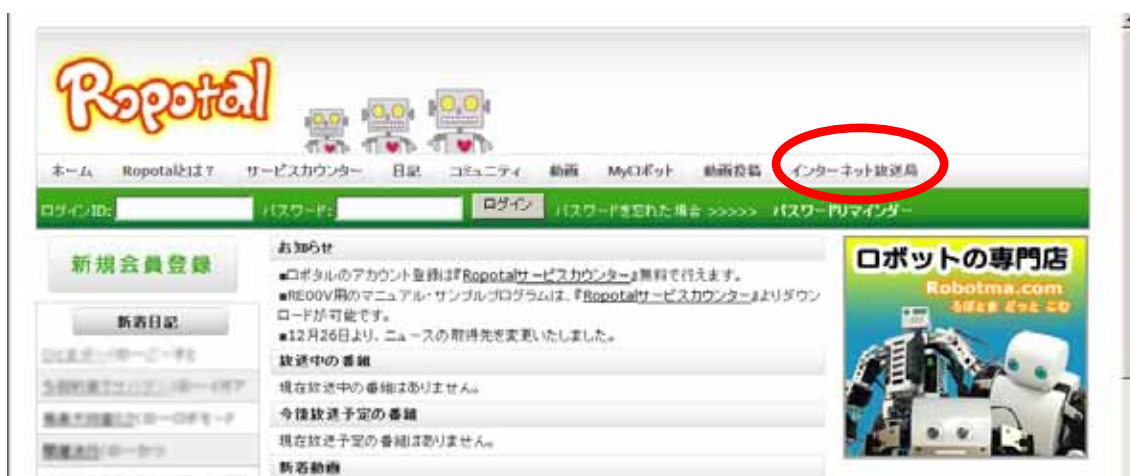 Ropotal
ホーム Ropotalとは？ サービスカウンター 日記 コミュニティ 動画 Myロボット 動画投稿 インターネット放送局
ログインID: パスワード: ログイン パスワードを忘れた場合 >>>>> パスワードリマインダー
新規会員登録
新着日記
お知らせ
■ロポタルのアカウント登録は『Ropotalサービスカウンター』無料で行えます。
■RE00V用のマニュアル・サンプルプログラムは、『Ropotalサービスカウンター』よりダウン
ロードが可能です。
■12月26日より、ニュースの取得先を変更いたしました。
放送中の番組
現在放送中の番組はありません。
今後放送予定の番組
現在放送予定の番組はありません。
新着動画
ロボットの専門店
Robotma.com
ろぼとま どっと こむ